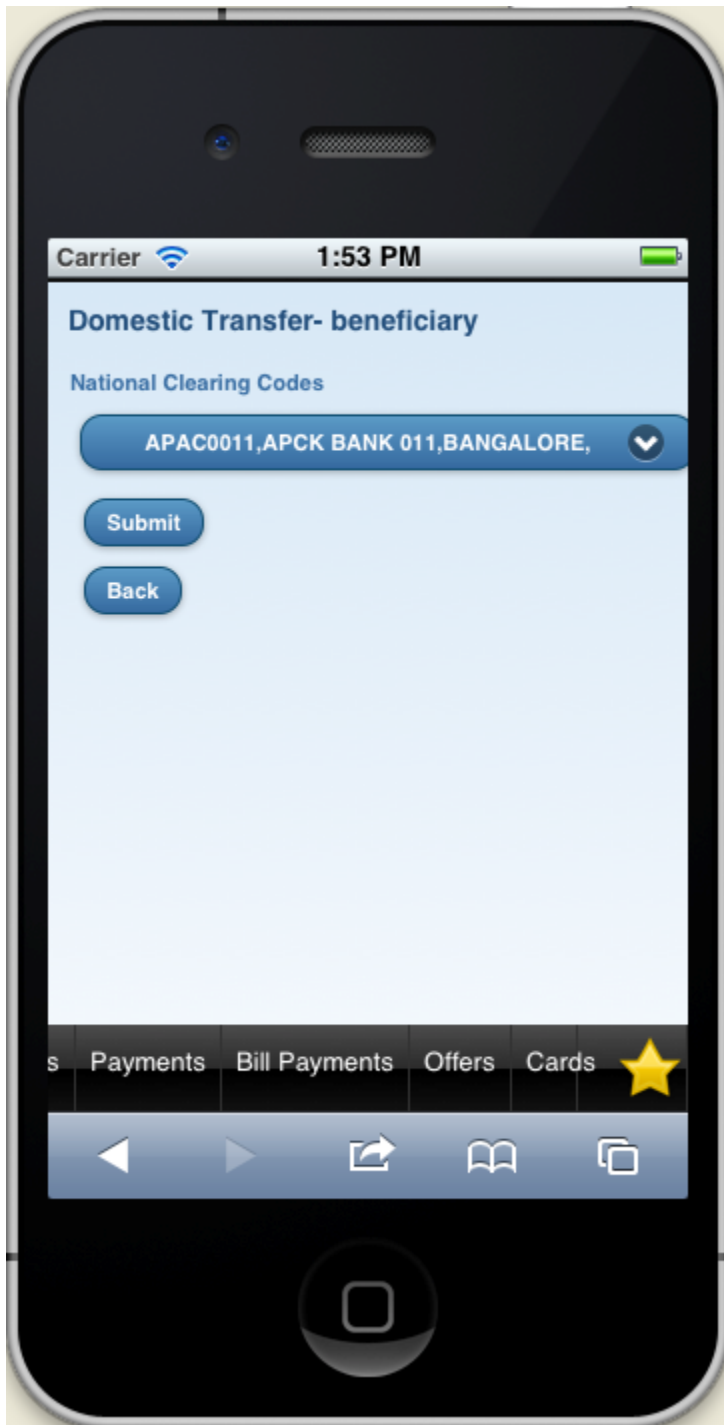 Carrier 1:53 PM
Domestic Transfer- beneficiary
National Clearing Codes
APAC0011,APCK BANK 011,BANGALORE,
Submit
Back
s Payments Bill Payments Offers Cards